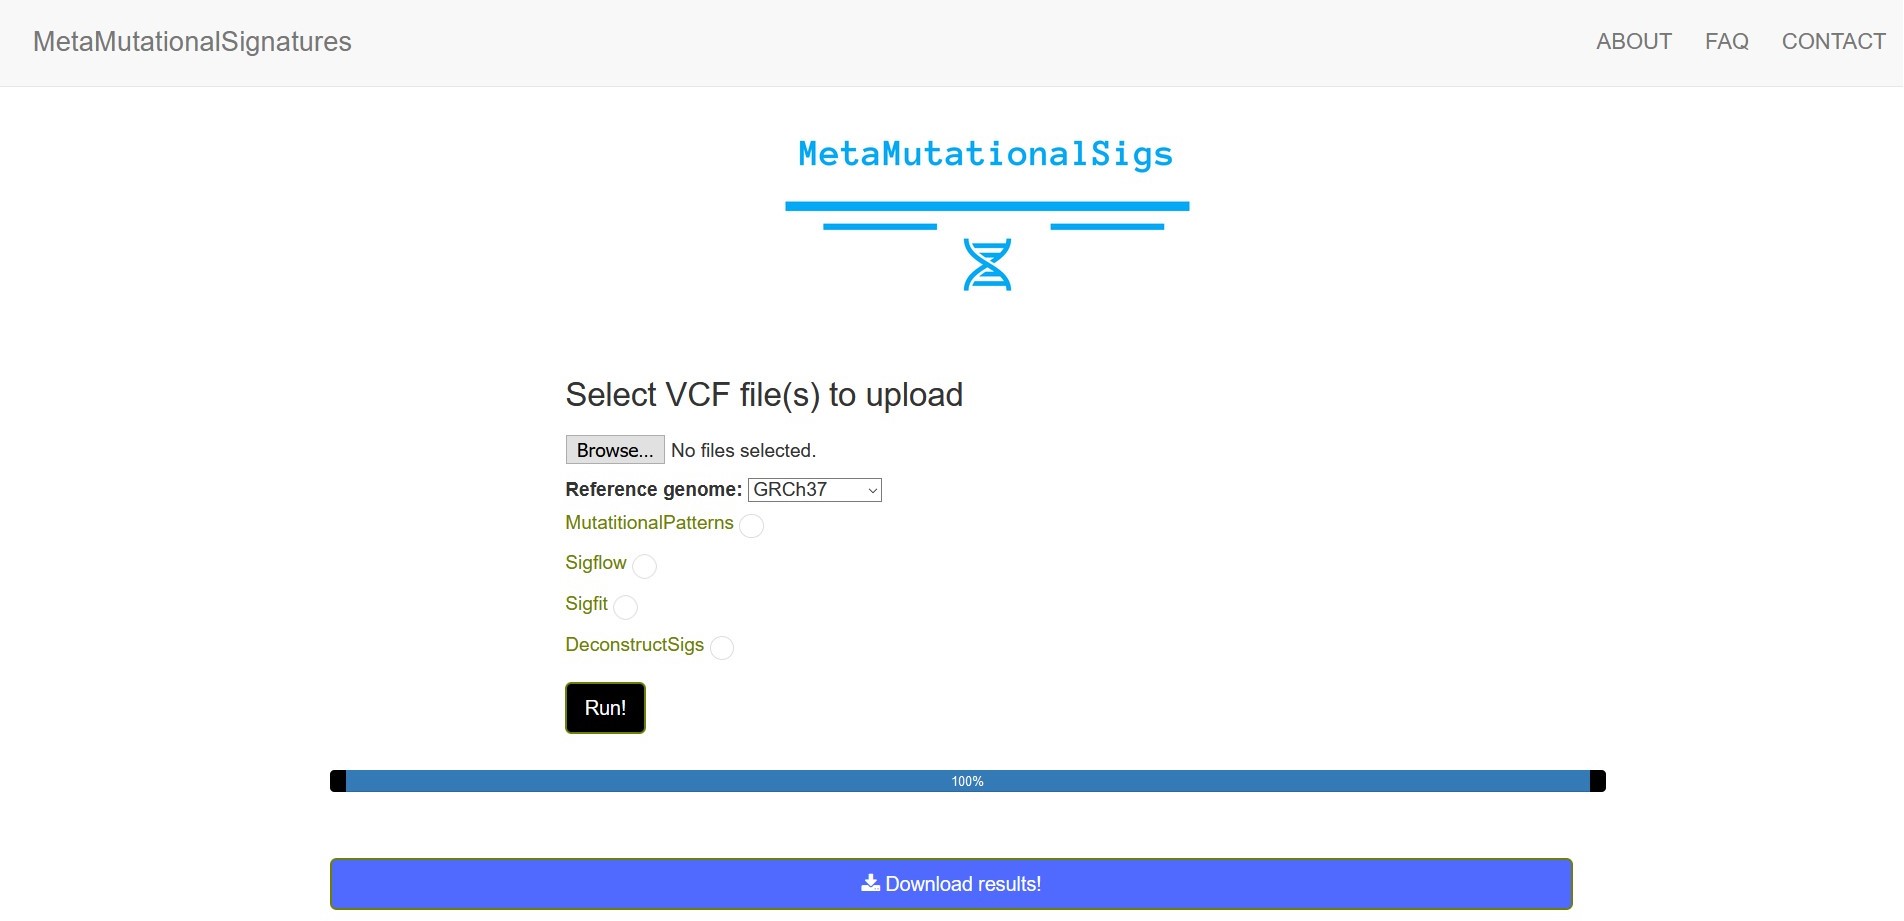 MetaMutationalSignatures ABOUT FAQ CONTACT
MetaMutationalSigs
Select VCF file(s) to upload
Browse... No files selected.
Reference genome: GRCh37
MutatitionalPatterns
Sigflow
Sigfit
DeconstructSigs
Run!
100%
Download results!